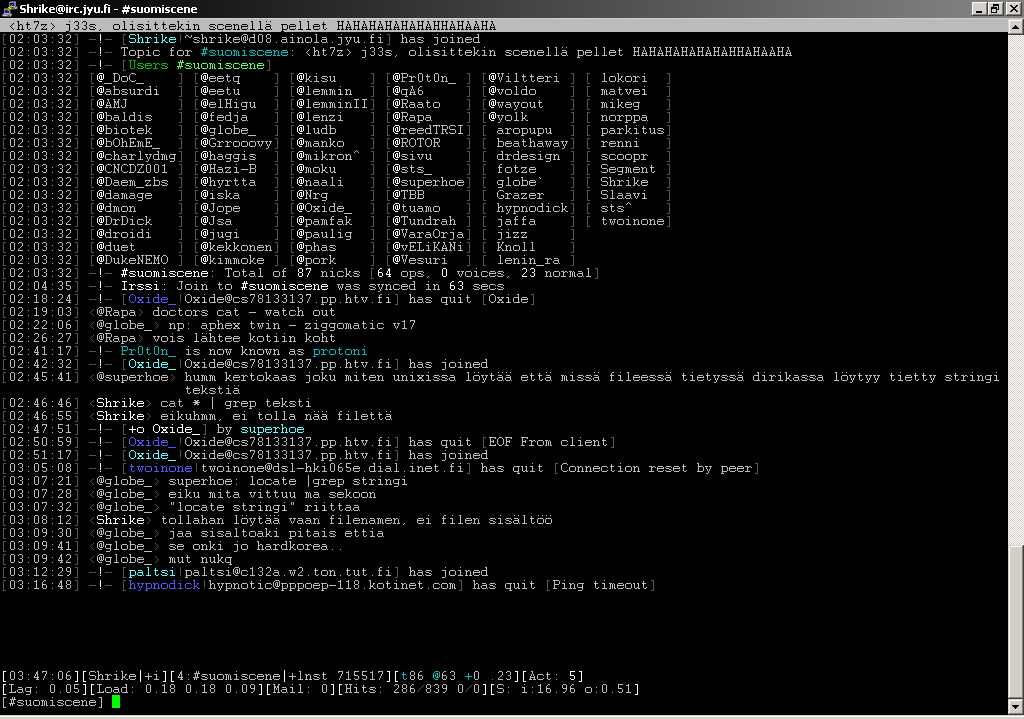 Shrike@irc.jyu.fi - #suomiscene
<ht7z> j33s, olisittekin scenellä pellet HAHAHAHAHAHAHHAHAAHA
[02:03:32] -!- [Shrike!~shrike@d08.ainola.jyu.fi] has joined
[02:03:32] -!- Topic for #suomiscene: <ht7z> j33s, olisittekin scenellä pellet HAHAHAHAHAHAHHAHAAHA
[02:03:32] -!- [Users #suomiscene]
[02:03:32] [@_DoC_ ] [@eetq ] [@kisu ] [@Pr0t0n_ ] [@Viltteri ] [ lokori ]
[02:03:32] [@absurdi ] [@eetu ] [@lemmin ] [@qA6 ] [@voldo ] [ matvei ]
[02:03:32] [@AMJ ] [@elHigu ] [@lemminII] [@Raato ] [@wayout ] [ mikeg ]
[02:03:32] [@baldis ] [@fedja ] [@lenzi ] [@Rapa ] [@yolk ] [ norppa ]
[02:03:32] [@biotek ] [@globe_ ] [@ludb ] [@reedTRSI] [ aropupu ] [ parkitus]
[02:03:32] [@bOhEmE_ ] [@Grrooovy] [@manko ] [@ROTOR ] [ beathaway] [ renni ]
[02:03:32] [@charlydmg] [@haggis ] [@mikron^ ] [@sivu ] [ drdesign ] [ scoopr ]
[02:03:32] [@CNCDZ001 ] [@Hazi-B ] [@moku ] [@sts_ ] [ fotze ] [ Segment ]
[02:03:32] [@Daem_zbs ] [@hyrtta ] [@naali ] [@superhoe] [ globe` ] [ Shrike ]
[02:03:32] [@damage ] [@iska ] [@Nrg ] [@TBB ] [ Grazer ] [ Slaavi ]
[02:03:32] [@dmon ] [@Jope ] [@Oxide_ ] [@tuamo ] [ hypnodick] [ sts^ ]
[02:03:32] [@DrDick ] [@Jsa ] [@pamfak ] [@Tundrah ] [ jaffa ] [ twoinone]
[02:03:32] [@droidi ] [@jugi ] [@paulig ] [@VaraOrja] [ jizz ]
[02:03:32] [@duet ] [@kekkonen] [@phas ] [@vELiKANi] [ Knoll ]
[02:03:32] [@DukeNEMO ] [@kimmoke ] [@pork ] [@Vesuri ] [ lenin_ra ]
[02:03:32] -!- #suomiscene: Total of 87 nicks [64 ops, 0 voices, 23 normal]
[02:04:35] -!- Irssi: Join to #suomiscene was synced in 63 secs
[02:18:24] -!- [Oxide_!Oxide@cs78133137.pp.htv.fi] has quit [Oxide]
[02:19:03] <@Rapa> doctors cat - watch out
[02:22:06] <@globe_> np: aphex twin - ziggomatic v17
[02:26:27] <@Rapa> vois lähtee kotiin koht
[02:41:17] -!- Pr0t0n_ is now known as protoni
[02:42:32] -!- [Oxide_!Oxide@cs78133137.pp.htv.fi] has joined
[02:45:41] <@superhoe> humm kertokaas joku miten unixissa löytää että missä fileessä tietyssä dirikassa löytyy tietty stringi
tekstiä
[02:46:46] <Shrike> cat * | grep teksti
[02:46:55] <Shrike> eikuhmm, ei tolla nää filettä
[02:47:51] -!- [+o Oxide_] by superhoe
[02:50:59] -!- [Oxide_!Oxide@cs78133137.pp.htv.fi] has quit [EOF From client]
[02:51:17] -!- [Oxide_!Oxide@cs78133137.pp.htv.fi] has joined
[03:05:08] -!- [twoinone!twoinone@dsl-hki065e.dial.inet.fi] has quit [Connection reset by peer]
[03:07:21] <@globe_> superhoe: locate |grep stringi
[03:07:28] <@globe_> eiku mita vittuu ma sekoon
[03:07:32] <@globe_> "locate stringi" riittaa
[03:08:12] <Shrike> tollahan löytää vaan filenamen, ei filen sisältöö
[03:09:30] <@globe_> jaa sisaltoaki pitais ettia
[03:09:41] <@globe_> se onki jo hardkorea..
[03:09:42] <@globe_> mut nukq
[03:12:29] -!- [paltsi!paltsi@c132a.w2.ton.tut.fi] has joined
[03:16:48] -!- [hypnodick!hypnotic@pppoep-118.kotinet.com] has quit [Ping timeout]
[03:47:06][Shrike|+i][4:#suomiscene|+lnst 715517][t86 @63 +0 .23][Act: 5]
[Lag: 0.05][Load: 0.18 0.18 0.09][Mail: 0][Hits: 286/839 0/0][S: i:16.96 o:0.51]
[#suomiscene]